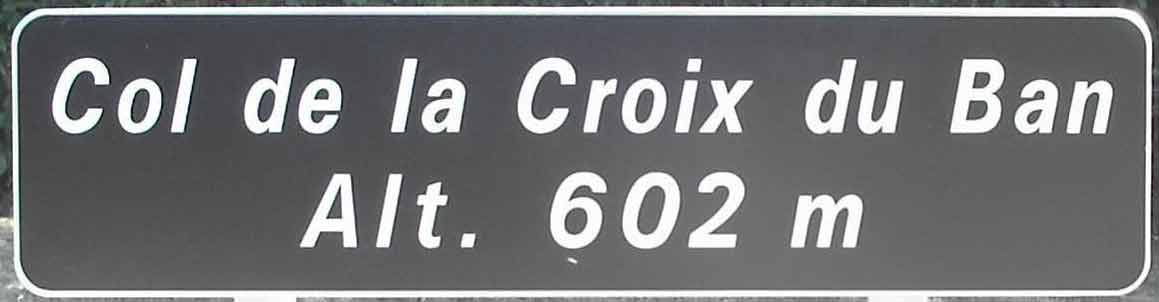 Col de la Croix du Ban
Alt. 602 m